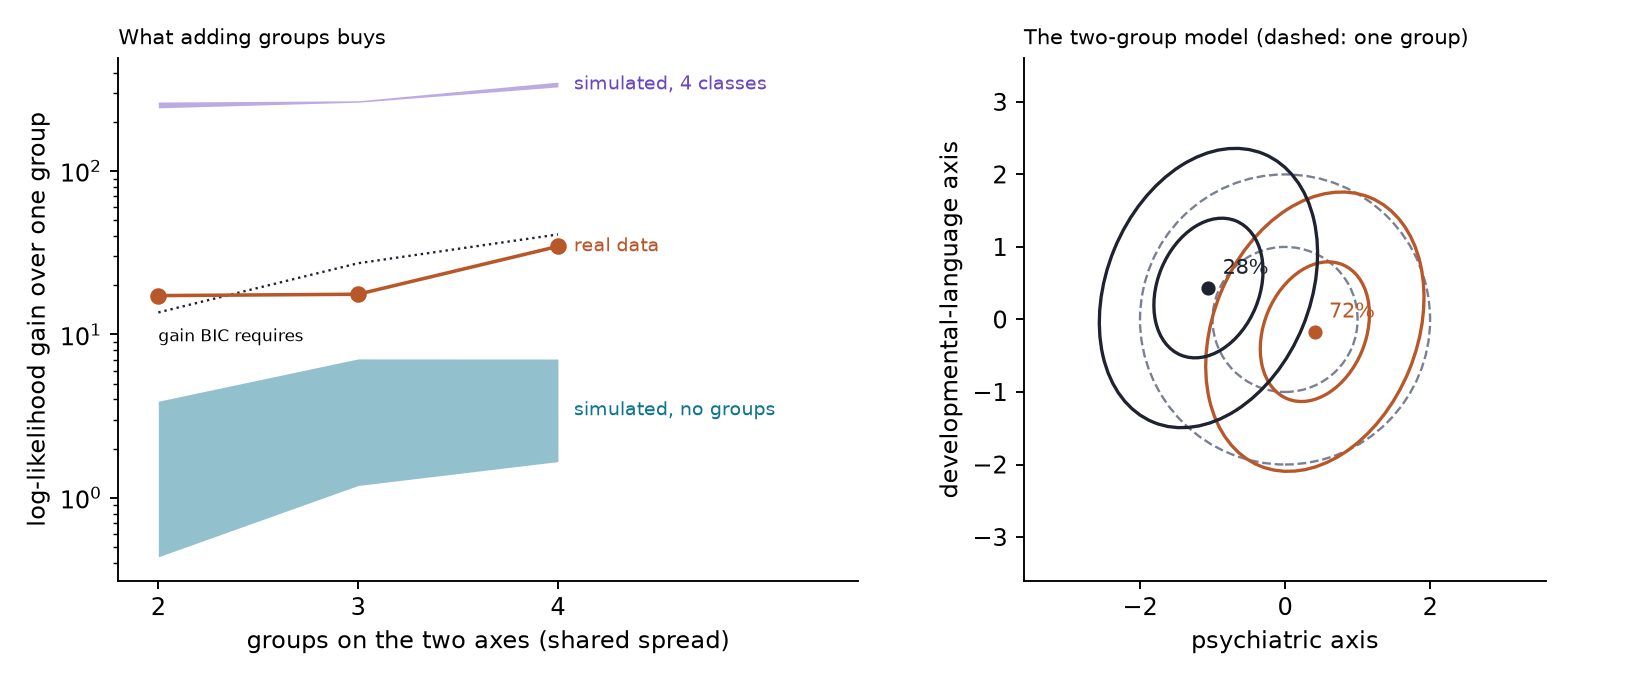 What adding groups buys
log-likelihood gain over one group
10²
10¹
10⁰
simulated, 4 classes
real data
gain BIC requires
simulated, no groups
2
3
4
groups on the two axes (shared spread)
The two-group model (dashed: one group)
developmental-language axis
3
2
1
0
−1
−2
−3
28%
72%
−2
0
2
psychiatric axis